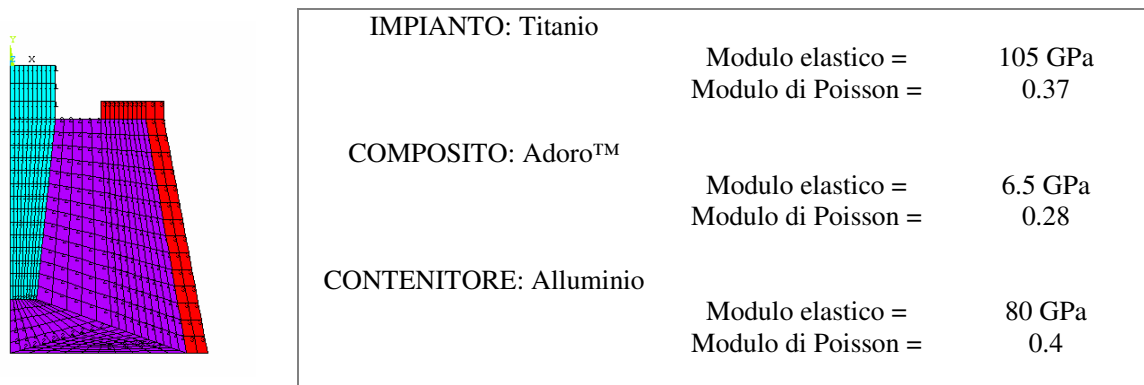 Y
Z X
IMPIANTO: Titanio
Modulo elastico = 105 GPa
Modulo di Poisson = 0.37
COMPOSITO: Adoro™
Modulo elastico = 6.5 GPa
Modulo di Poisson = 0.28
CONTENITORE: Alluminio
Modulo elastico = 80 GPa
Modulo di Poisson = 0.4